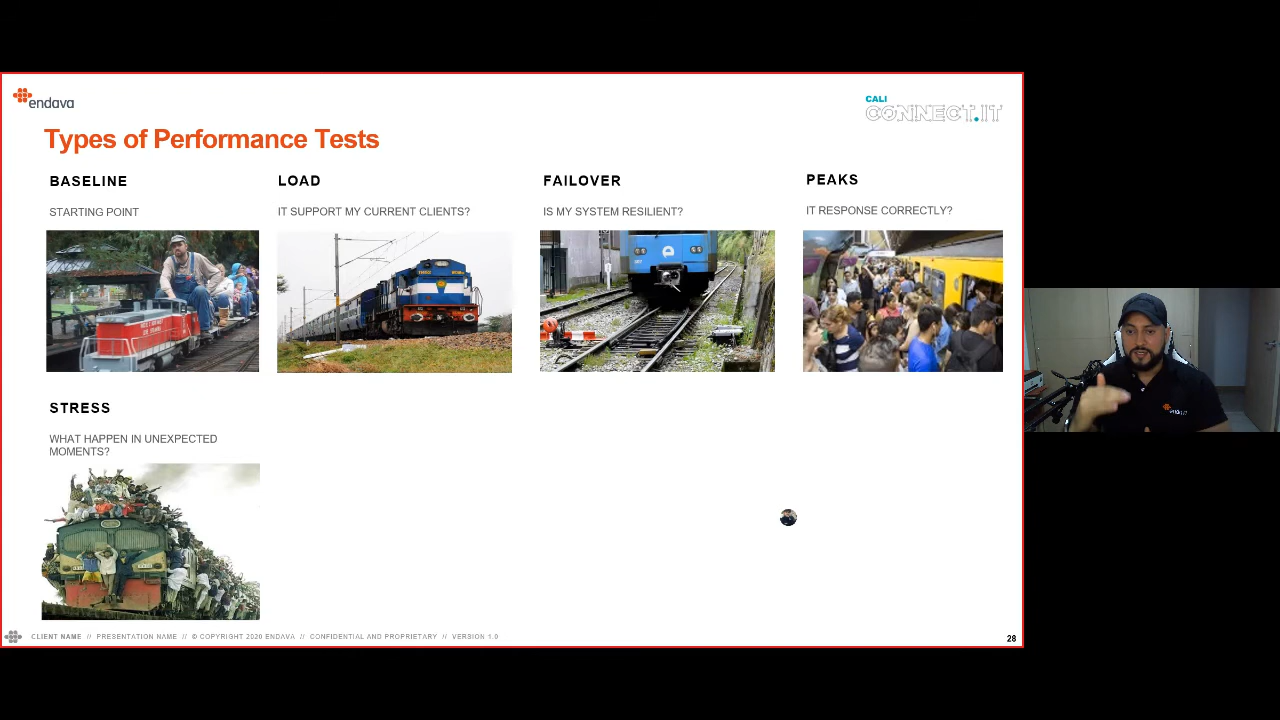 endava
CALI
CONNECT.IT
Types of Performance Tests
BASELINE
STARTING POINT
LOAD
IT SUPPORT MY CURRENT CLIENTS?
FAILOVER
IS MY SYSTEM RESILIENT?
PEAKS
IT RESPONSE CORRECTLY?
STRESS
WHAT HAPPEN IN UNEXPECTED
MOMENTS?
CLIENT NAME // PRESENTATION NAME // © COPYRIGHT 2020 ENDAVA // CONFIDENTIAL AND PROPRIETARY // VERSION 1.0
28